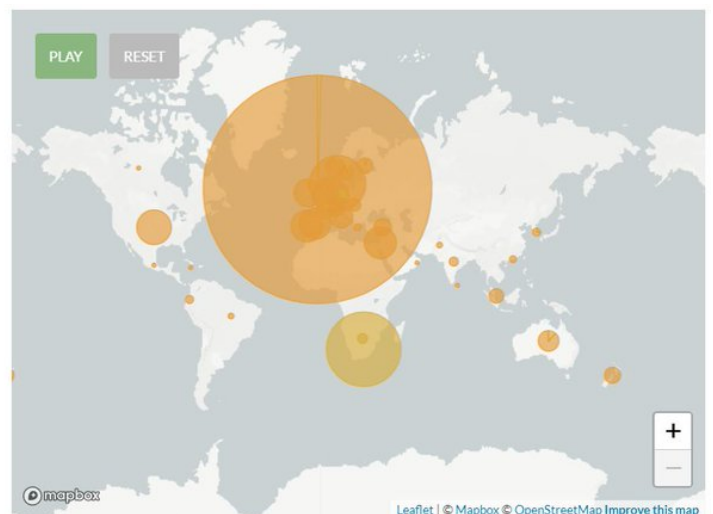 PLAY RESET
+
−
mapbox
Leaflet | © Mapbox © OpenStreetMap Improve this map